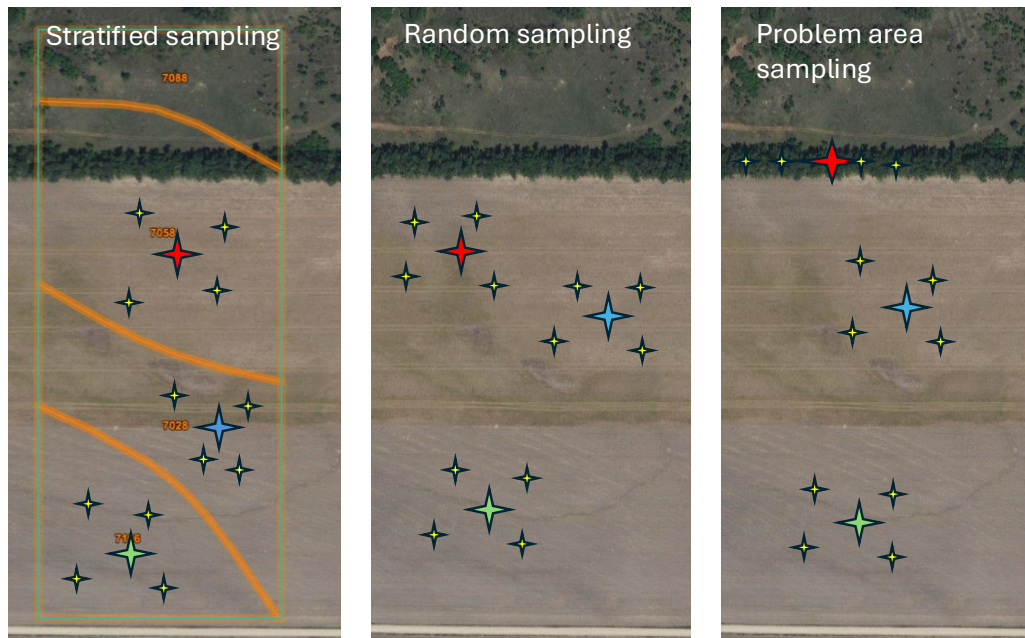 Stratified sampling
7088
7058
7028
Random sampling
Problem area
sampling